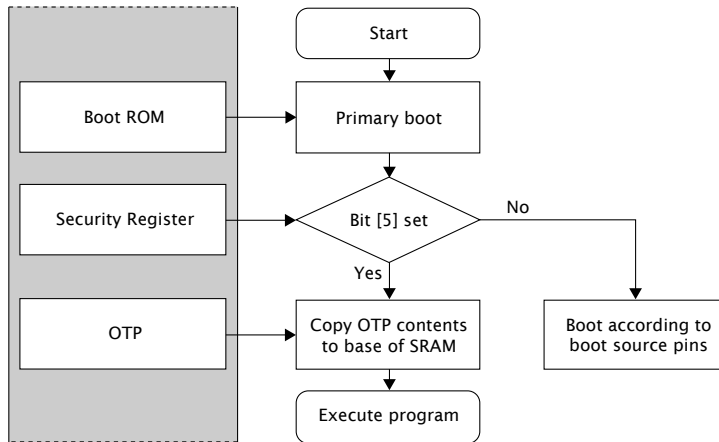 Start
Boot ROM
Primary boot
Security Register
Bit [5] set
No
Yes
OTP
Copy OTP contents
to base of SRAM
Boot according to
boot source pins
Execute program